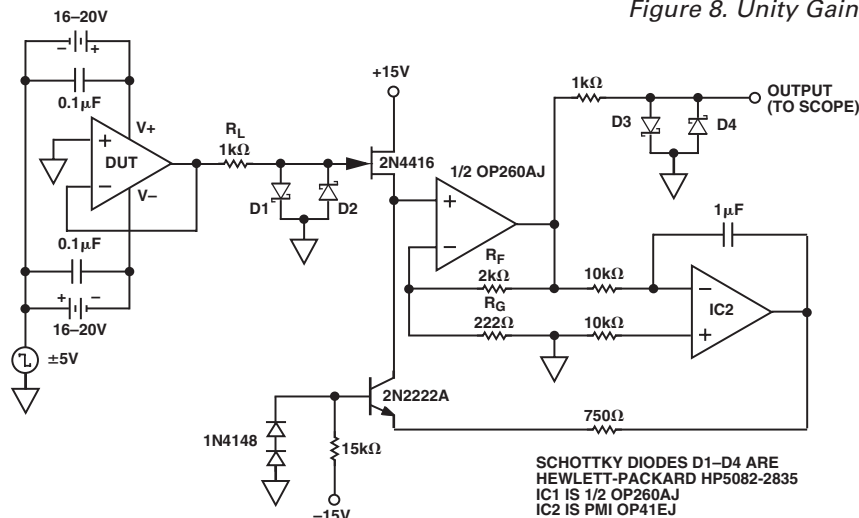 Figure 8. Unity Gain
16–20V
– +
0.1μF
V+
+
DUT
–
V–
0.1μF
+ –
16–20V
±5V
RL
1kΩ
D1
D2
+15V
2N4416
1/2 OP260AJ
+
–
RF
2kΩ
RG
222Ω
1kΩ
D3
D4
OUTPUT
(TO SCOPE)
1μF
10kΩ
10kΩ
–
IC2
+
2N2222A
750Ω
1N4148
15kΩ
–15V
SCHOTTKY DIODES D1–D4 ARE
HEWLETT-PACKARD HP5082-2835
IC1 IS 1/2 OP260AJ
IC2 IS PMI OP41EJ